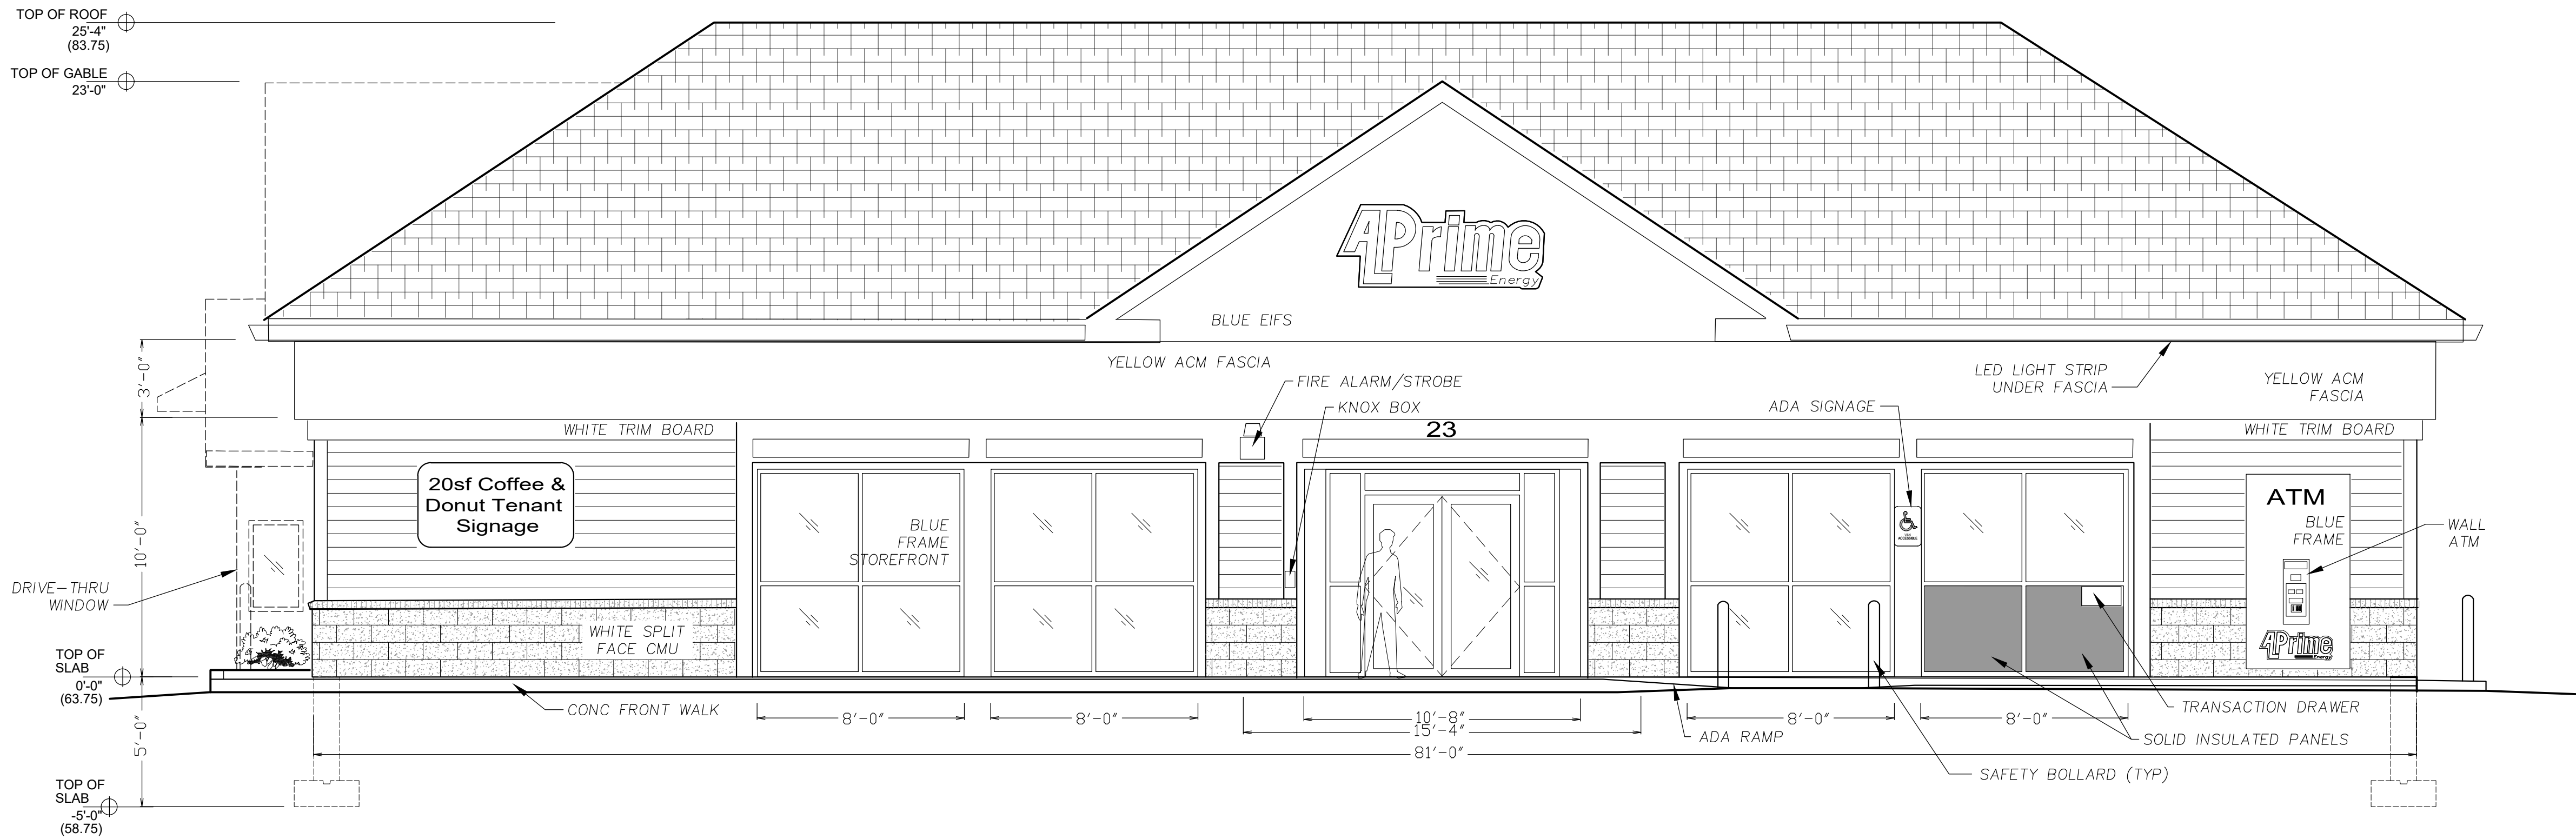 TOP OF ROOF
25'-4"
(83.75)
TOP OF GABLE
23'-0"
APrime
Energy
BLUE EIFS
YELLOW ACM FASCIA
LED LIGHT STRIP
UNDER FASCIA
YELLOW ACM
FASCIA
3'-0"
FIRE ALARM/STROBE
KNOX BOX
ADA SIGNAGE
WHITE TRIM BOARD
23
WHITE TRIM BOARD
20sf Coffee &
Donut Tenant
Signage
BLUE
FRAME
STOREFRONT
ACCESSIBLE
ATM
BLUE
FRAME
WALL
ATM
10'-0"
DRIVE-THRU
WINDOW
WHITE SPLIT
FACE CMU
APrime
Energy
TOP OF
SLAB
0'-0"
(63.75)
CONC FRONT WALK
8'-0"
8'-0"
10'-8"
15'-4"
81'-0"
8'-0"
8'-0"
ADA RAMP
TRANSACTION DRAWER
SOLID INSULATED PANELS
SAFETY BOLLARD (TYP)
5'-0"
TOP OF
SLAB
-5'-0"
(58.75)